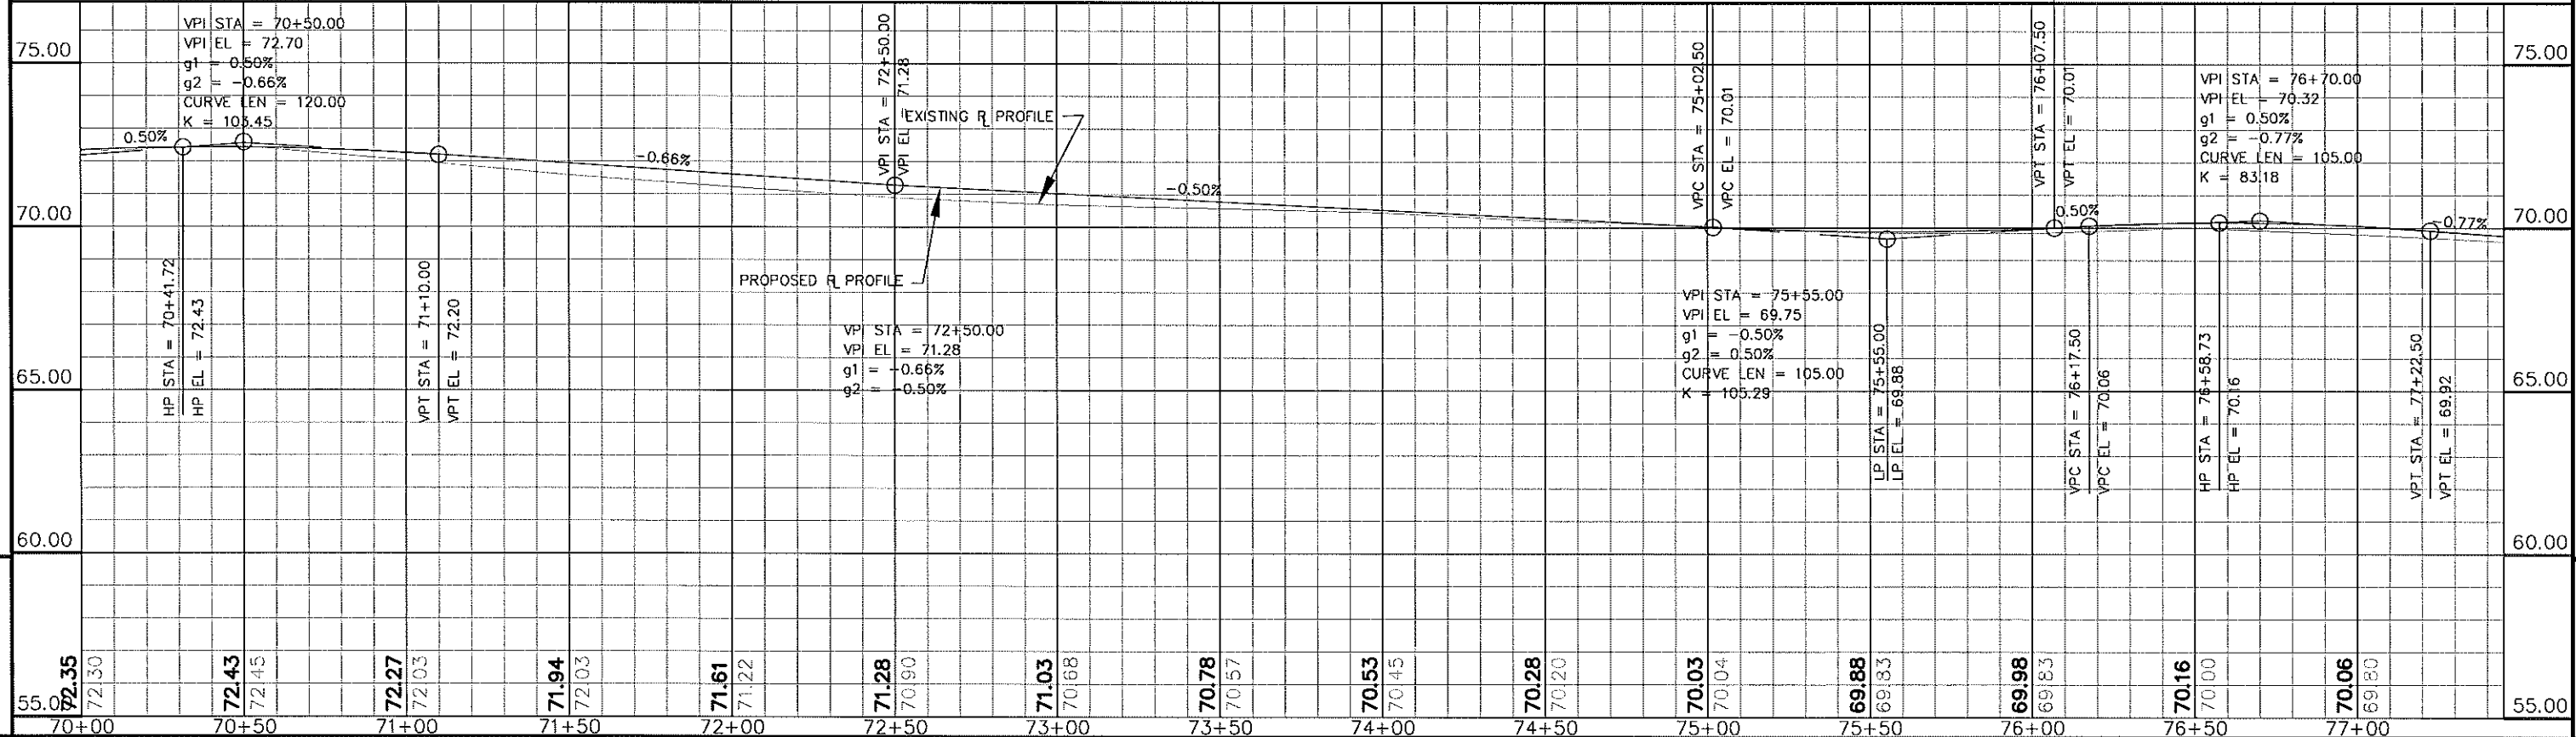 VPI STA = 70+50.00
VPI EL = 72.70
g1 = 0.50%
g2 = -0.66%
CURVE LEN = 120.00
K = 103.45
VPI STA = 72+50.00
VPI EL = 71.28
VPC STA = 75+02.50
VPC EL = 70.01
VPT STA = 76+07.50
VPT EL = 70.01
VPI STA = 76+70.00
VPI EL = 70.32
g1 = 0.50%
g2 = -0.77%
CURVE LEN = 105.00
K = 83.18
75.00
75.00
EXISTING PROFILE
0.50%
-0.66%
-0.50%
0.50%
-0.77%
70.00
70.00
PROPOSED PROFILE
HP STA = 70+41.72
HP EL = 72.43
VPT STA = 71+10.00
VPT EL = 72.20
VPI STA = 72+50.00
VPI EL = 71.28
g1 = -0.66%
g2 = -0.50%
VPI STA = 75+55.00
VPI EL = 69.75
g1 = -0.50%
g2 = 0.50%
CURVE LEN = 105.00
K = 105.29
LP STA = 75+55.00
LP EL = 69.88
VPC STA = 76+17.50
VPC EL = 70.06
HP STA = 76+58.73
HP EL = 70.16
VPT STA = 77+22.50
VPT EL = 69.92
65.00
65.00
60.00
60.00
72.35 72.30
72.43 72.45
72.27 72.03
71.94 72.03
71.61 71.22
71.28 70.90
71.03 70.68
70.78 70.57
70.53 70.45
70.28 70.20
70.03 70.04
69.88 69.83
69.98 69.83
70.16 70.00
70.06 69.80
55.00
55.00
70+00 70+50 71+00 71+50 72+00 72+50 73+00 73+50 74+00 74+50 75+00 75+50 76+00 76+50 77+00